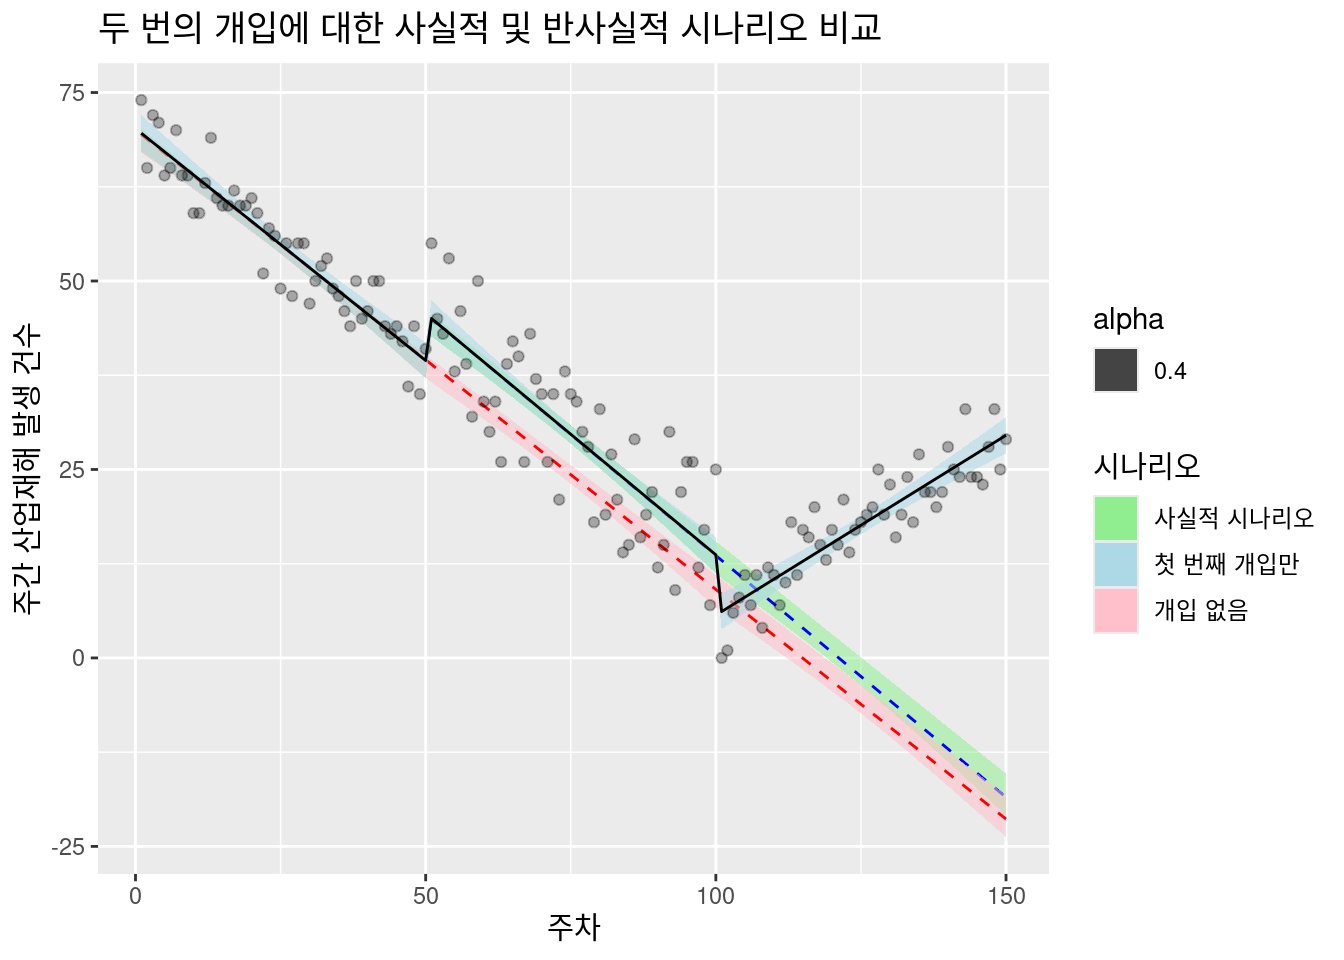 두 번의 개입에 대한 사실적 및 반사실적 시나리오 비교
주간 산업재해 발생 건수
75
50
25
0
-25
0
50
100
150
주차
alpha
0.4
시나리오
사실적 시나리오
첫 번째 개입만
개입 없음